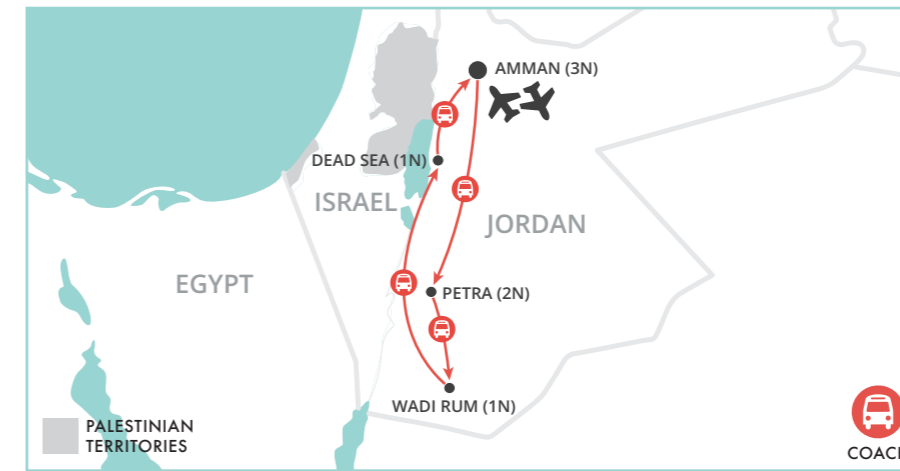 AMMAN (3N)
DEAD SEA (1N)
ISRAEL
JORDAN
EGYPT
PETRA (2N)
WADI RUM (1N)
PALESTINIAN
TERRITORIES
COACH